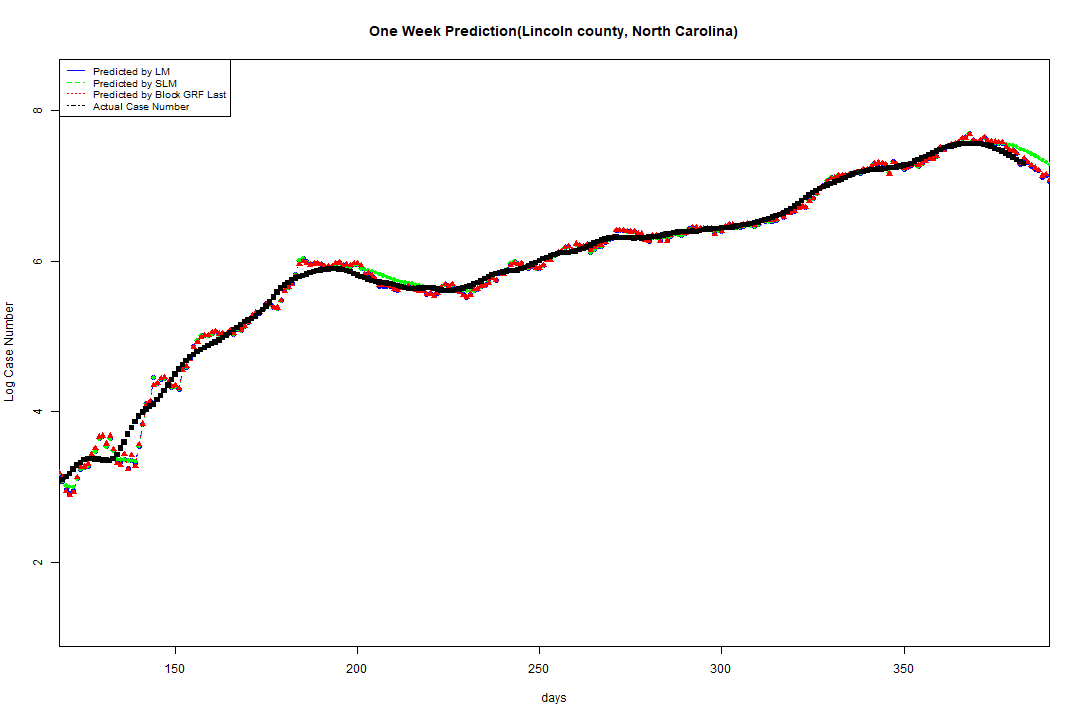 One Week Prediction(Lincoln county, North Carolina)
Predicted by LM
Predicted by SLM
Predicted by Block GRF Last
Actual Case Number
8
6
4
2
Log Case Number
150 200 250 300 350
days